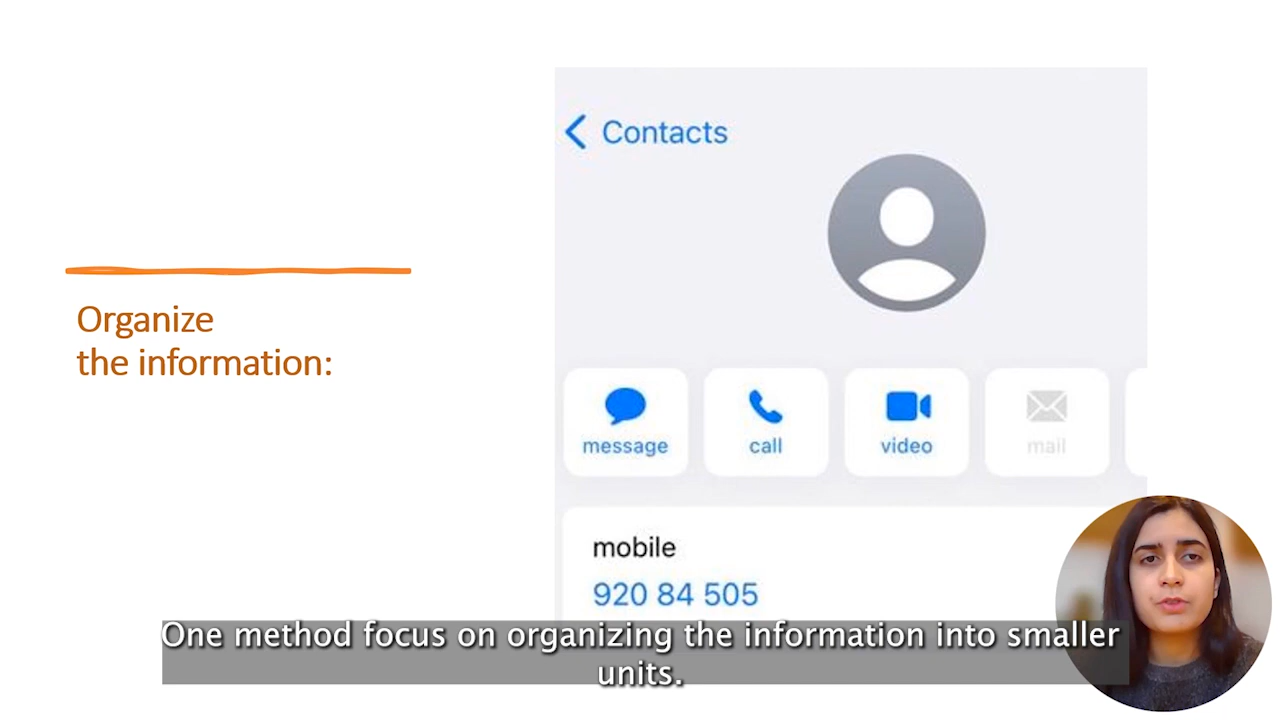 Organize
the information:
Contacts
message
call
video
mail
mobile
920 84 505
One method focus on organizing the information into smaller
units.